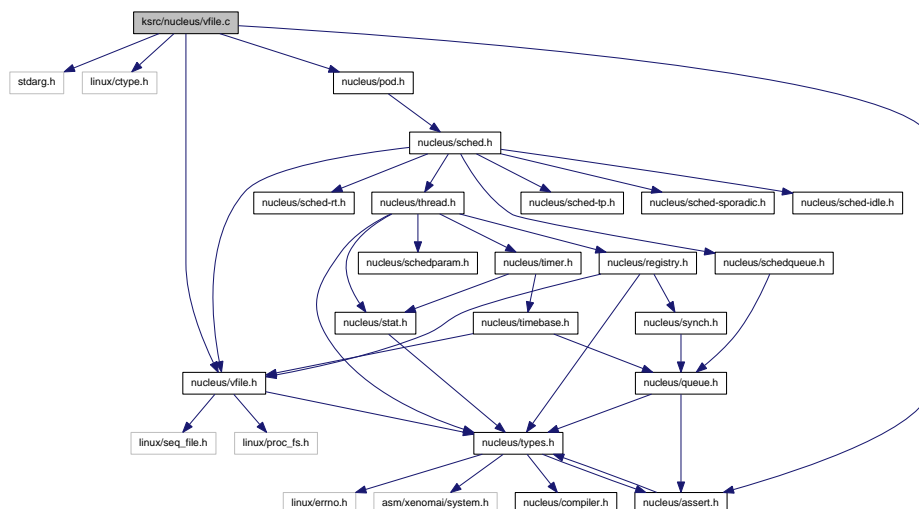 ksrc/nucleus/vfile.c
stdarg.h
linux/ctype.h
nucleus/pod.h
nucleus/sched.h
nucleus/sched-rt.h
nucleus/thread.h
nucleus/sched-tp.h
nucleus/sched-sporadic.h
nucleus/sched-idle.h
nucleus/schedparam.h
nucleus/timer.h
nucleus/registry.h
nucleus/schedqueue.h
nucleus/stat.h
nucleus/timebase.h
nucleus/synch.h
nucleus/vfile.h
nucleus/queue.h
linux/seq_file.h
linux/proc_fs.h
nucleus/types.h
linux/errno.h
asm/xenomai/system.h
nucleus/compiler.h
nucleus/assert.h